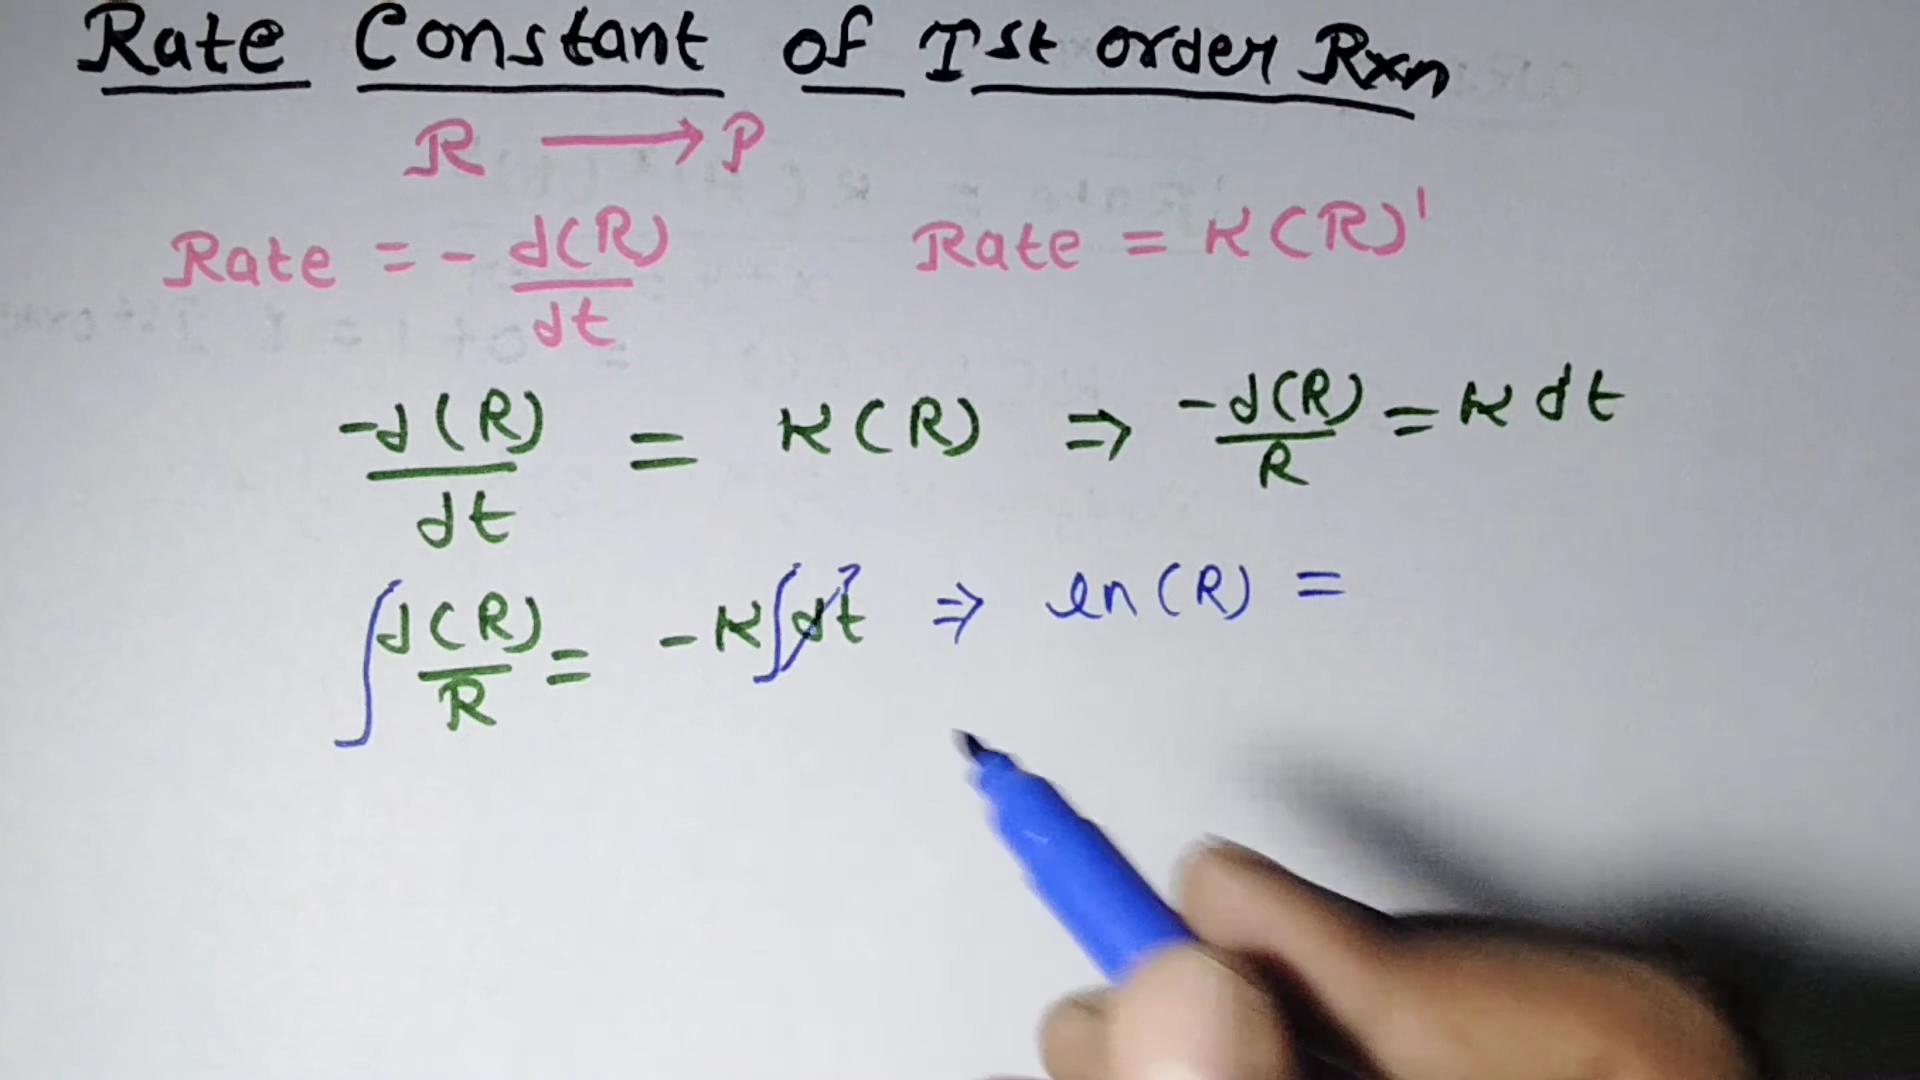 Rate Constant of Ist order Rxn
R ⟶ P
Rate = - d(R)/dt Rate = K(R)¹
-d(R)/dt = K(R) ⇒ -d(R)/R = K dt
∫d(R)/R = -K∫dt ⇒ ln(R) =